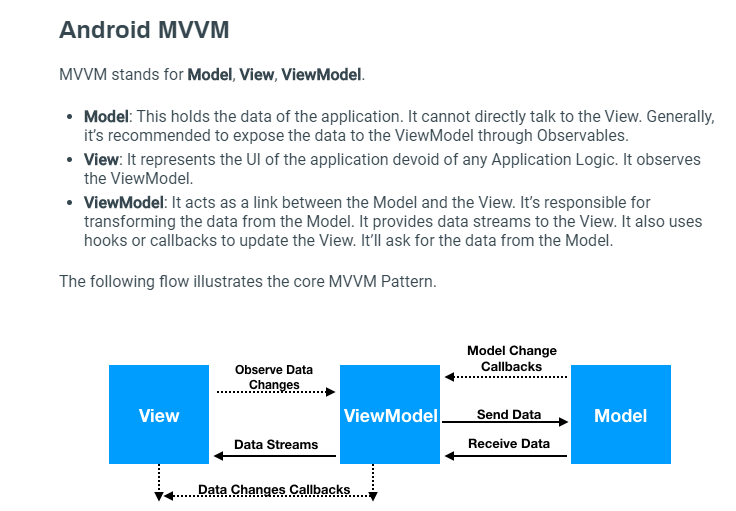 Android MVVM
MVVM stands for Model, View, ViewModel.
• Model: This holds the data of the application. It cannot directly talk to the View. Generally,
it’s recommended to expose the data to the ViewModel through Observables.
• View: It represents the UI of the application devoid of any Application Logic. It observes
the ViewModel.
• ViewModel: It acts as a link between the Model and the View. It’s responsible for
transforming the data from the Model. It provides data streams to the View. It also uses
hooks or callbacks to update the View. It’ll ask for the data from the Model.
The following flow illustrates the core MVVM Pattern.
View
Observe Data
Changes
Data Streams
ViewModel
Model Change
Callbacks
Send Data
Receive Data
Model
Data Changes Callbacks